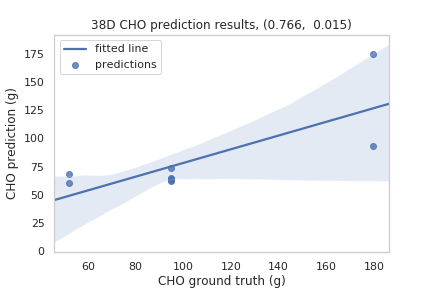 38D CHO prediction results, (0.766,  0.015)
fitted line
predictions
CHO prediction (g)
175
150
125
100
75
50
25
0
60 80 100 120 140 160 180
CHO ground truth (g)